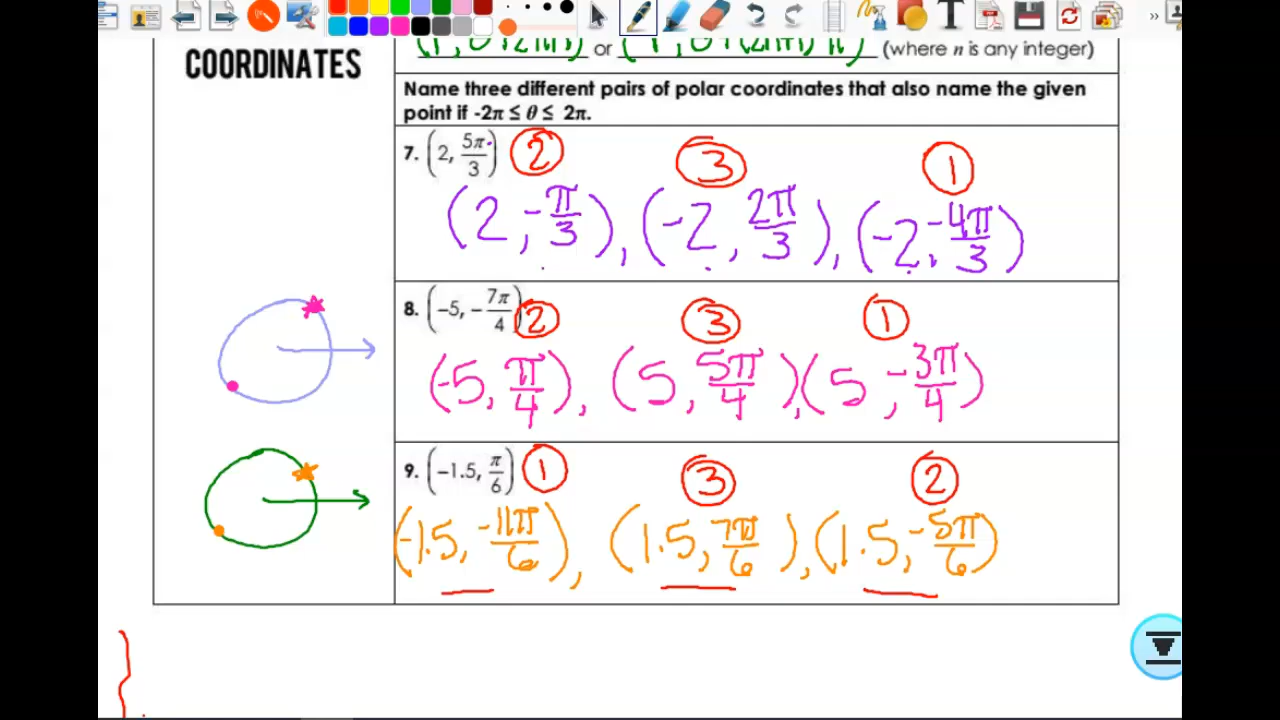 COORDINATES
or (where n is any integer)
Name three different pairs of polar coordinates that also name the given
point if -2π ≤ θ ≤ 2π.
7. (2, 5π/3) ② ③ ①
(2, -π/3), (-2, 2π/3), (-2, -4π/3)
8. (-5, -7π/4) ② ③ ①
(-5, π/4), (5, 5π/4), (5, -3π/4)
9. (-1.5, π/6) ① ③ ②
(-1.5, -11π/6), (1.5, 7π/6), (1.5, -5π/6)